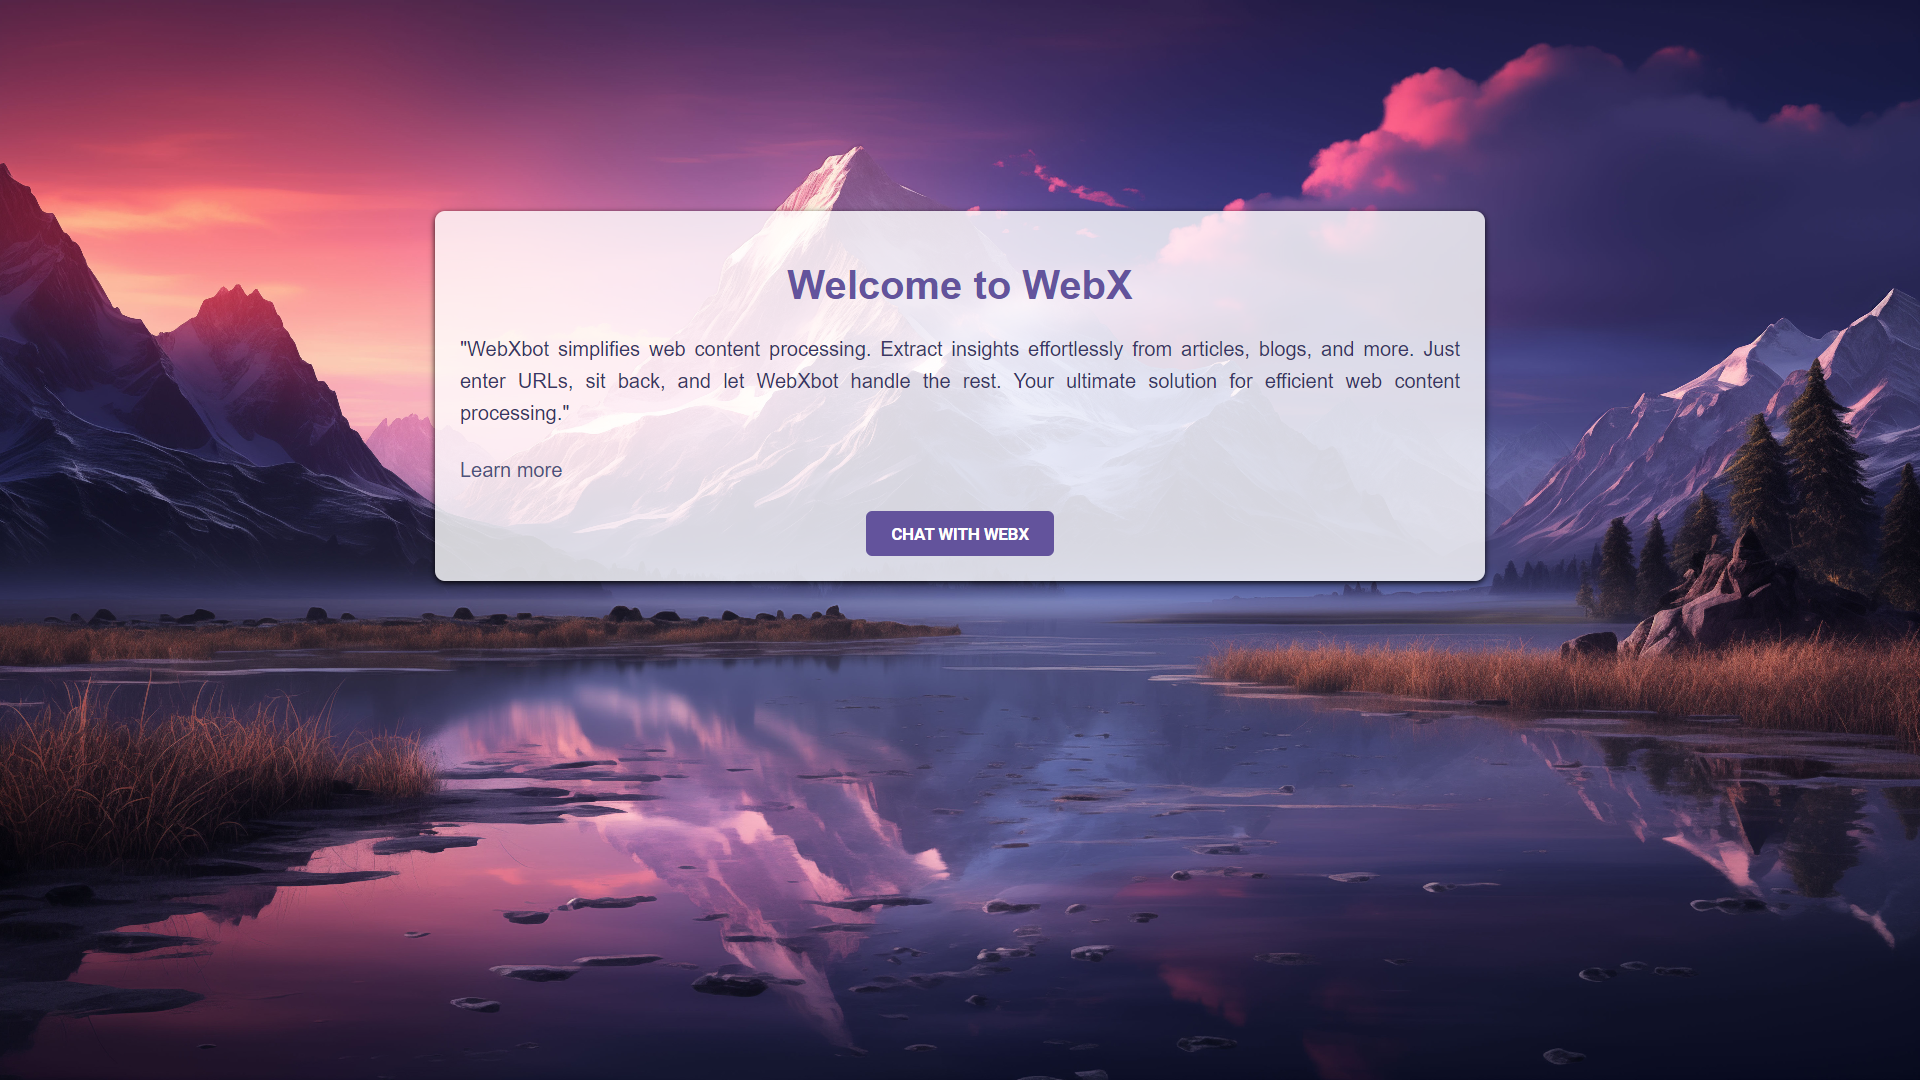 Welcome to WebX
"WebXbot simplifies web content processing. Extract insights effortlessly from articles, blogs, and more. Just
enter URLs, sit back, and let WebXbot handle the rest. Your ultimate solution for efficient web content
processing."
Learn more
CHAT WITH WEBX